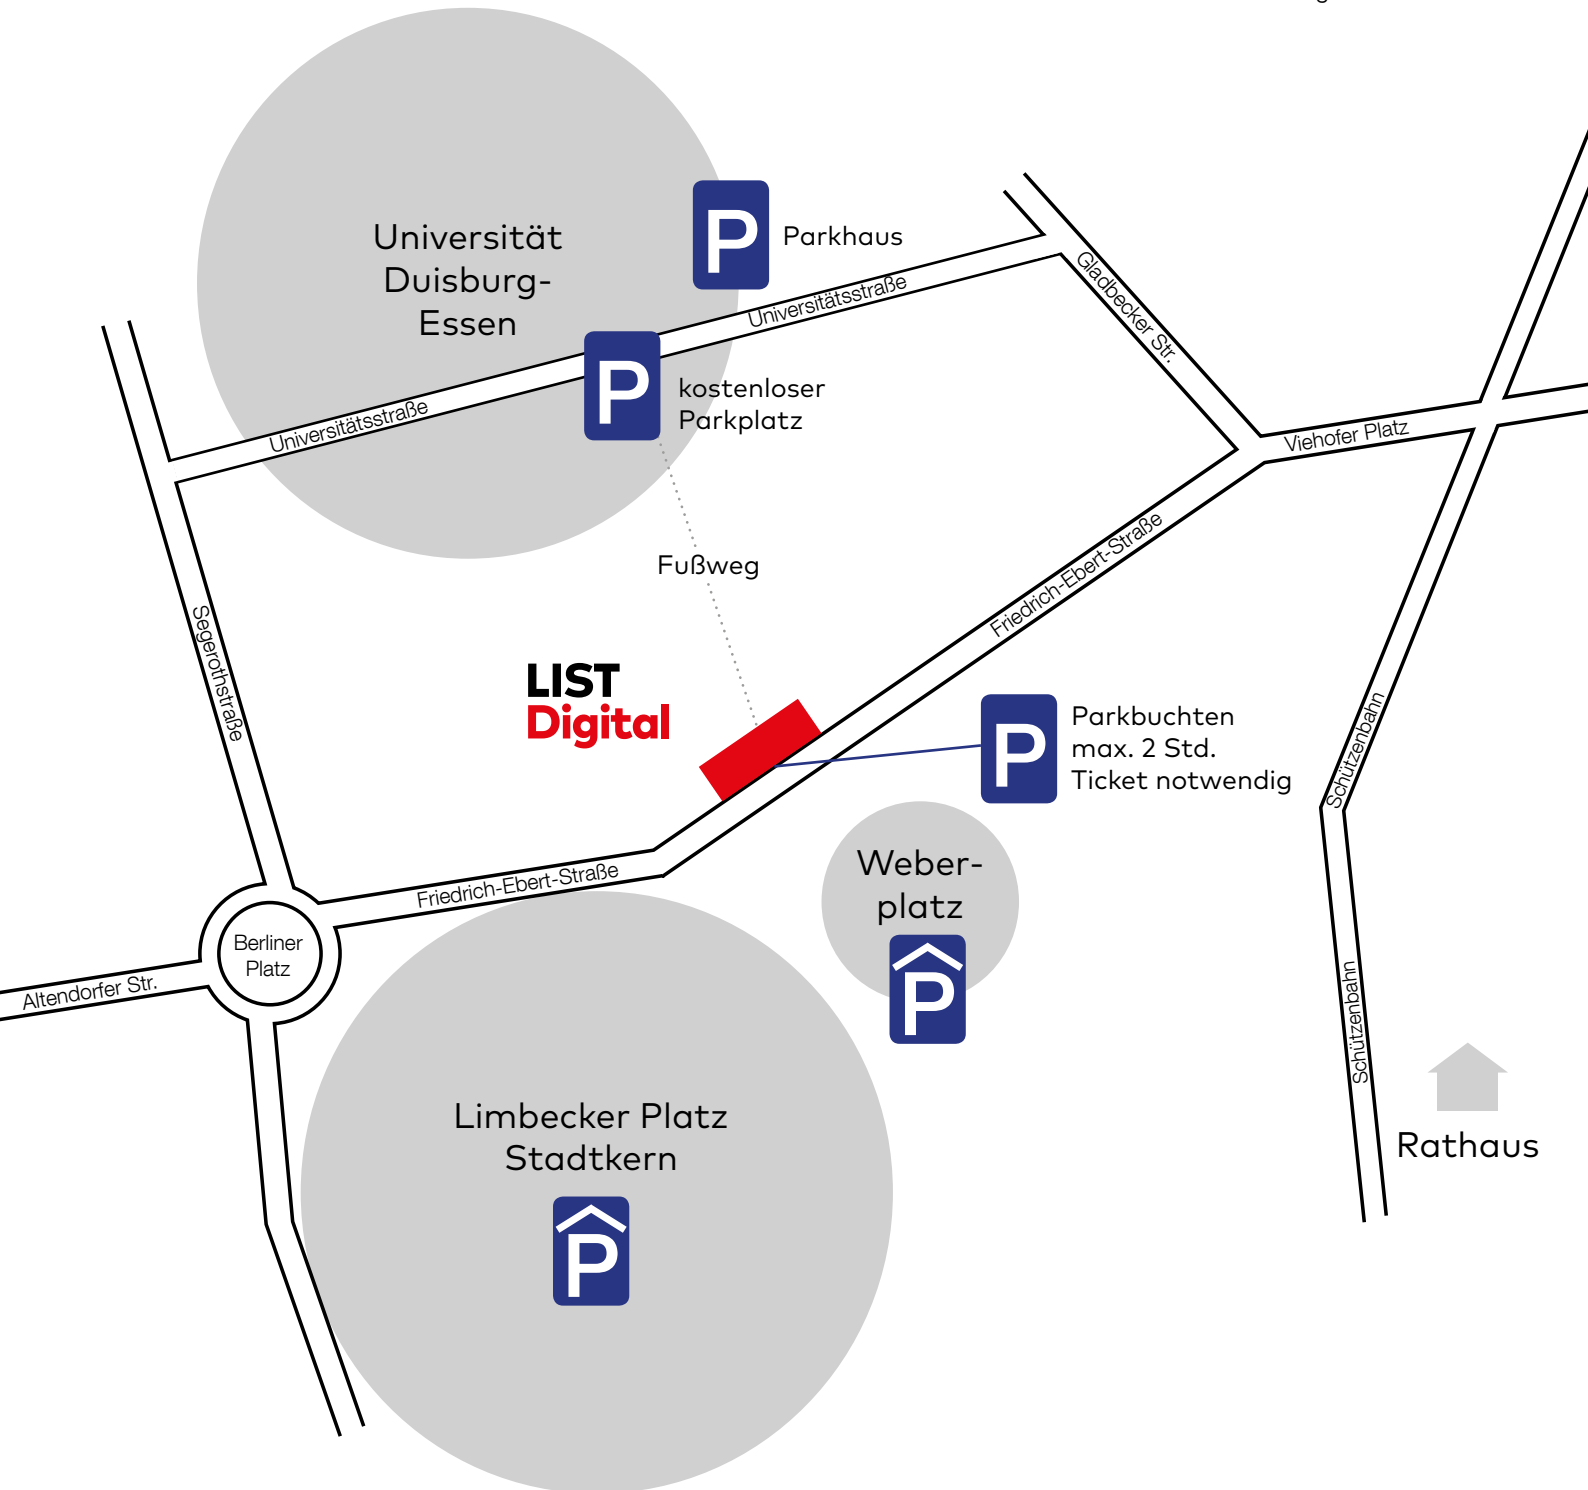 g
Universität
Duisburg-
Essen
P
Parkhaus
Universitätsstraße
Gladbecker Str.
P
kostenloser
Parkplatz
Universitätsstraße
Viehofer Platz
Fußweg
Friedrich-Ebert-Straße
Segerothstraße
LIST
Digital
P
Parkbuchten
max. 2 Std.
Ticket notwendig
Schützenbahn
Weber-
platz
P
Friedrich-Ebert-Straße
Berliner
Platz
Altendorfer Str.
Schützenbahn
Limbecker Platz
Stadtkern
P
Rathaus